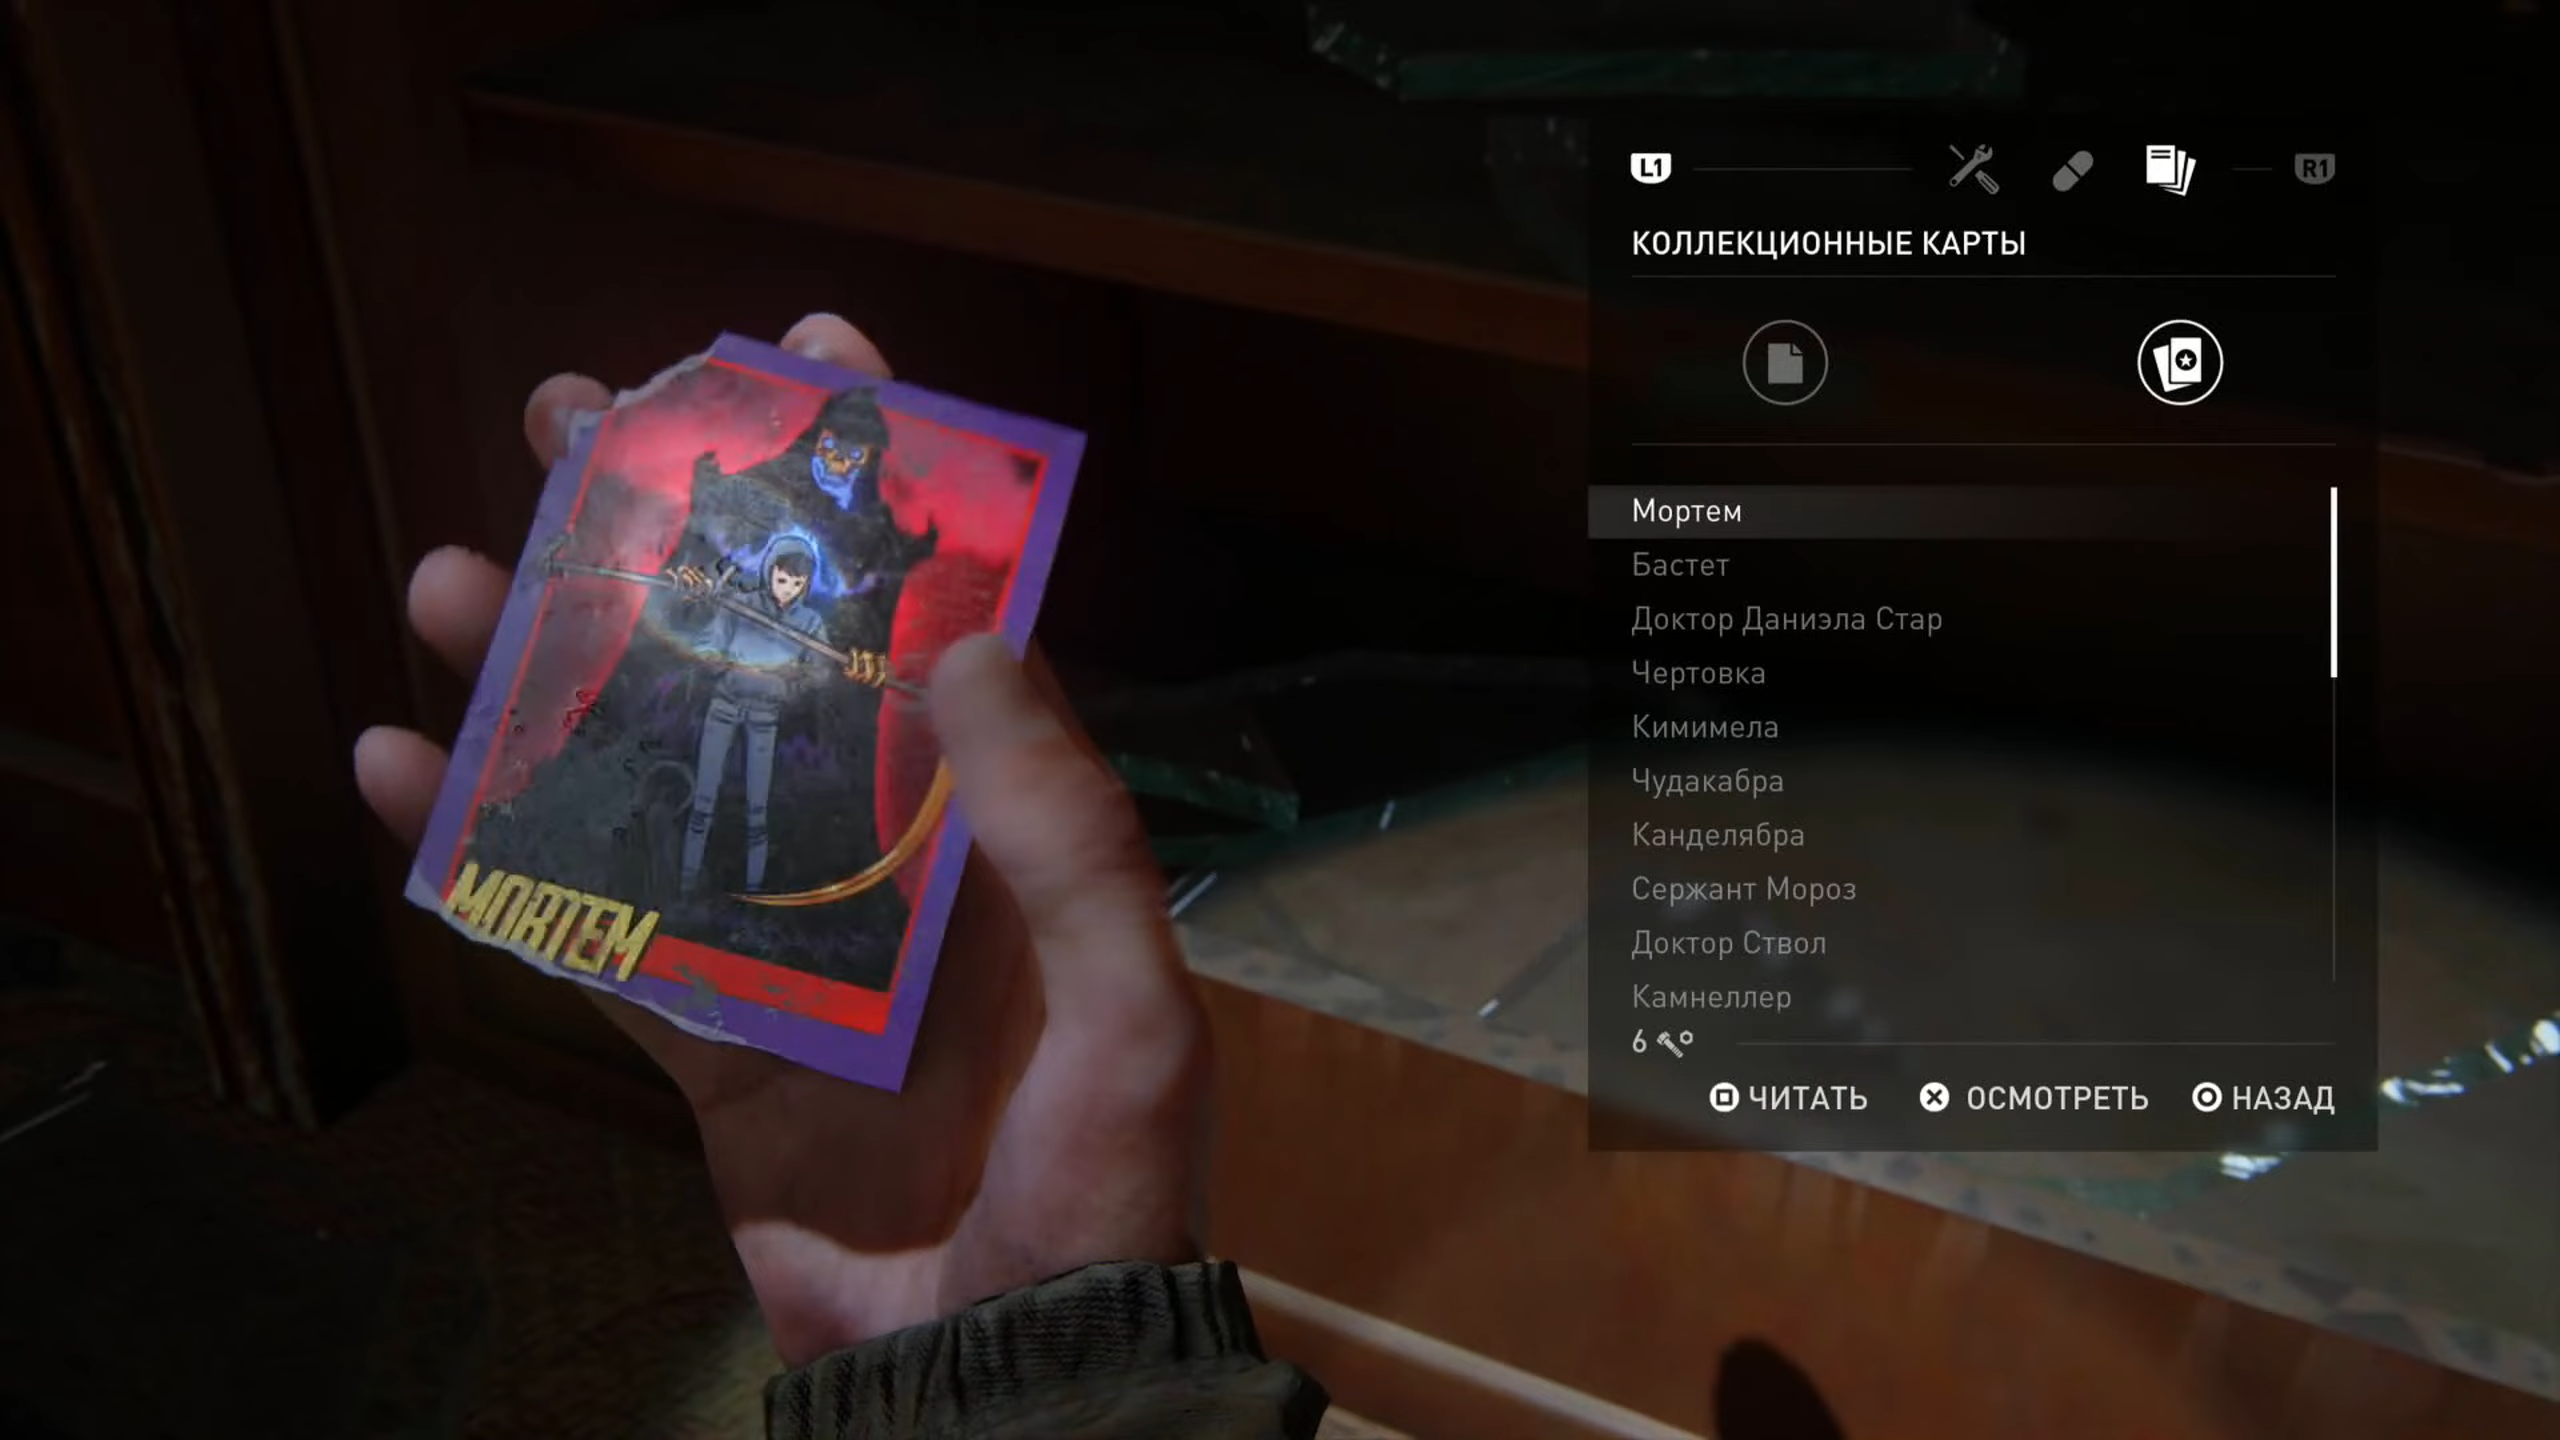 L1
R1
КОЛЛЕКЦИОННЫЕ КАРТЫ
Мортем
Бастет
Доктор Даниэла Стар
Чертовка
Кимимела
Чудакабра
Канделябра
Сержант Мороз
Доктор Ствол
Камнеллер
6
ЧИТАТЬ ОСМОТРЕТЬ НАЗАД
MORTEM